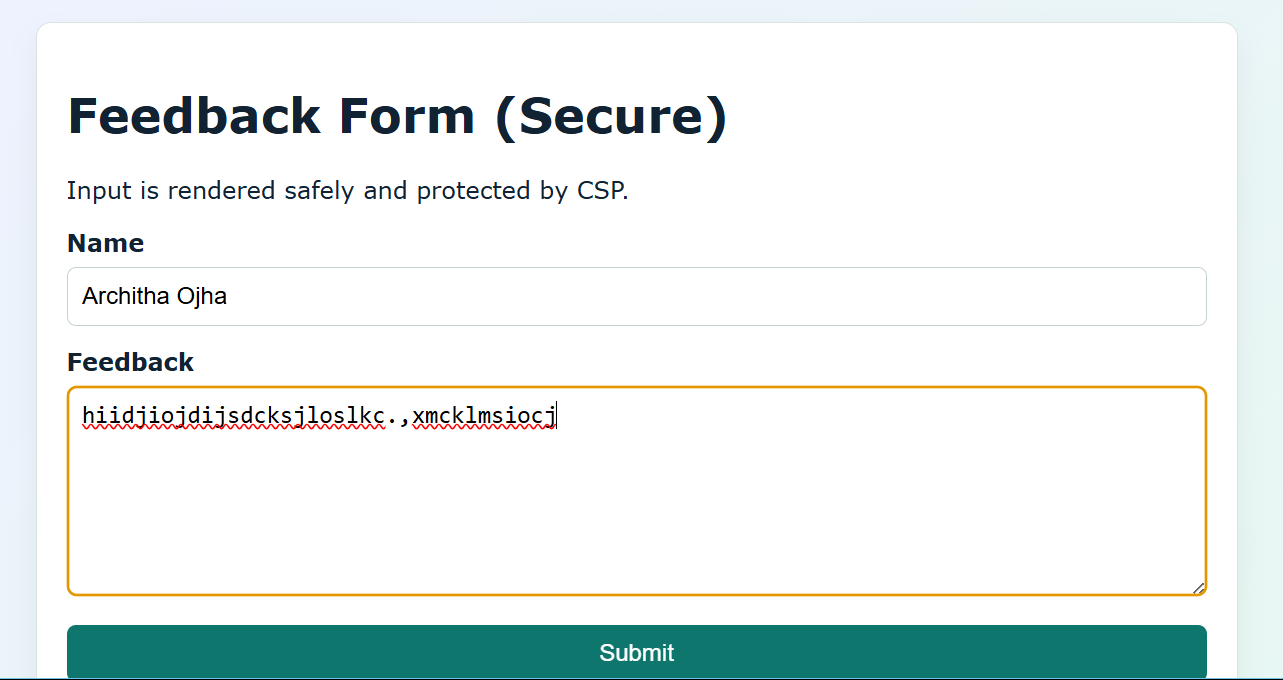 Feedback Form (Secure)
Input is rendered safely and protected by CSP.
Name
Architha Ojha
Feedback
hiidjiojdijsdcksjloslkc.,xmcklmsiocj
Submit